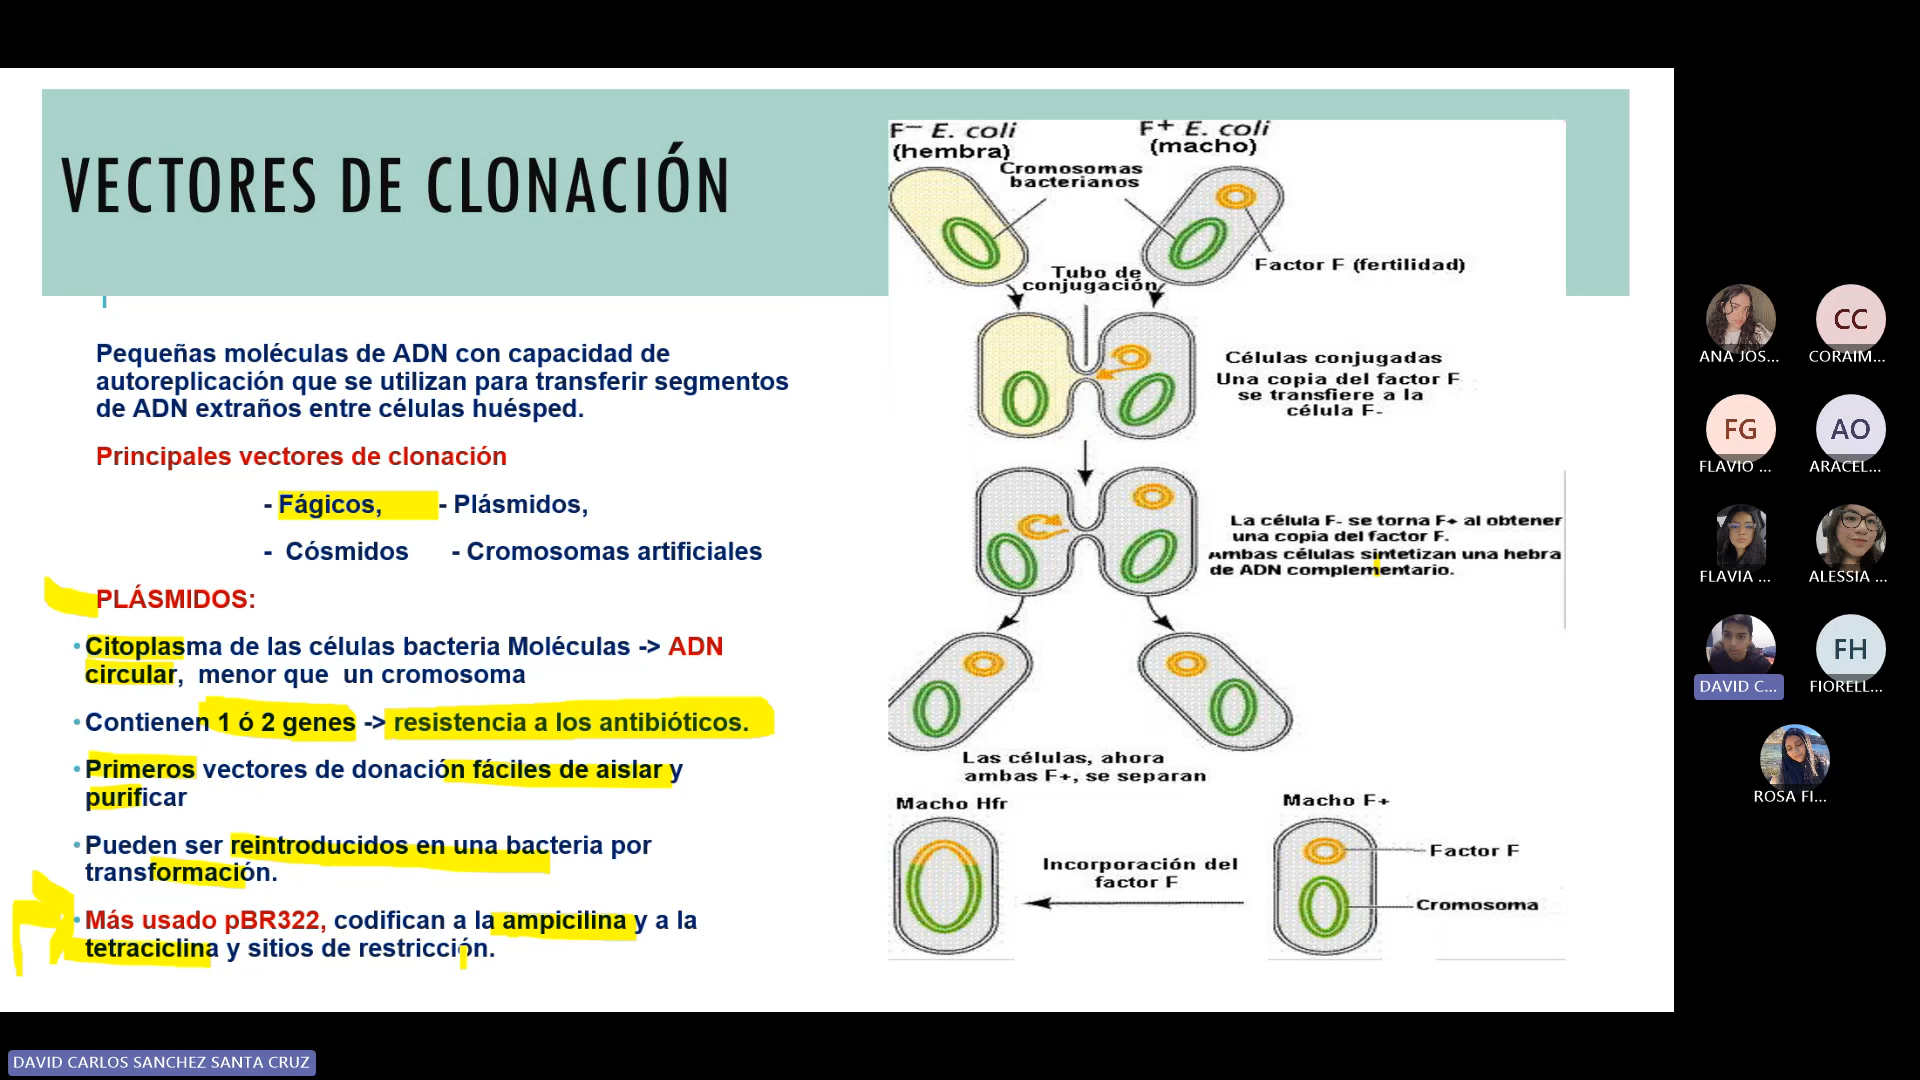 VECTORES DE CLONACIÓN
Pequeñas moléculas de ADN con capacidad de
autoreplicación que se utilizan para transferir segmentos
de ADN extraños entre células huésped.
Principales vectores de clonación
- Fágicos, - Plásmidos,
- Cósmidos - Cromosomas artificiales
PLÁSMIDOS:
• Citoplasma de las células bacteria Moléculas -> ADN
circular, menor que un cromosoma
• Contienen 1 ó 2 genes -> resistencia a los antibióticos.
• Primeros vectores de donación fáciles de aislar y
purificar
• Pueden ser reintroducidos en una bacteria por
transformación.
• Más usado pBR322, codifican a la ampicilina y a la
tetraciclina y sitios de restricción.
F− E. coli
(hembra)
F+ E. coli
(macho)
Cromosomas
bacterianos
Factor F (fertilidad)
Tubo de
conjugación
Células conjugadas
Una copia del factor F
se transfiere a la
célula F-
La célula F- se torna F+ al obtener
una copia del factor F.
Ambas células sintetizan una hebra
de ADN complementario.
Las células, ahora
ambas F+, se separan
Macho Hfr
Macho F+
Incorporación del
factor F
Factor F
Cromosoma
ANA JOS...
CC
CORAIM...
FG
FLAVIO ...
AO
ARACEL...
FLAVIA ...
ALESSIA ...
DAVID C...
FH
FIORELL...
ROSA FI...
DAVID CARLOS SANCHEZ SANTA CRUZ